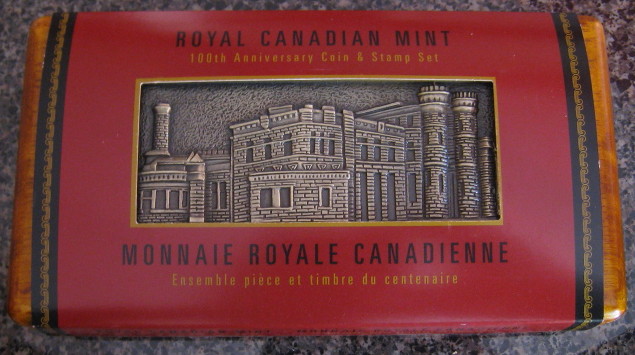 ROYAL CANADIAN MINT
100th Anniversary Coin & Stamp Set
MONNAIE ROYALE CANADIENNE
Ensemble pièce et timbre du centenaire